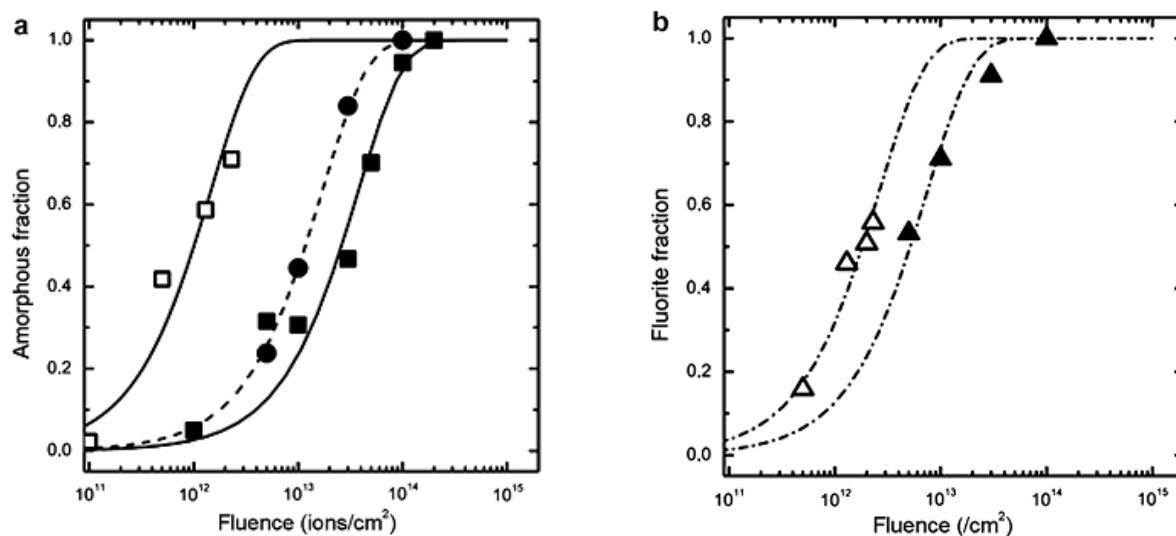 a
1.0
0.8
0.6
0.4
0.2
0.0
Amorphous fraction
10¹¹ 10¹² 10¹³ 10¹⁴ 10¹⁵
Fluence (ions/cm²)
b
1.0
0.8
0.6
0.4
0.2
0.0
Fluorite fraction
10¹¹ 10¹² 10¹³ 10¹⁴ 10¹⁵
Fluence (/cm²)